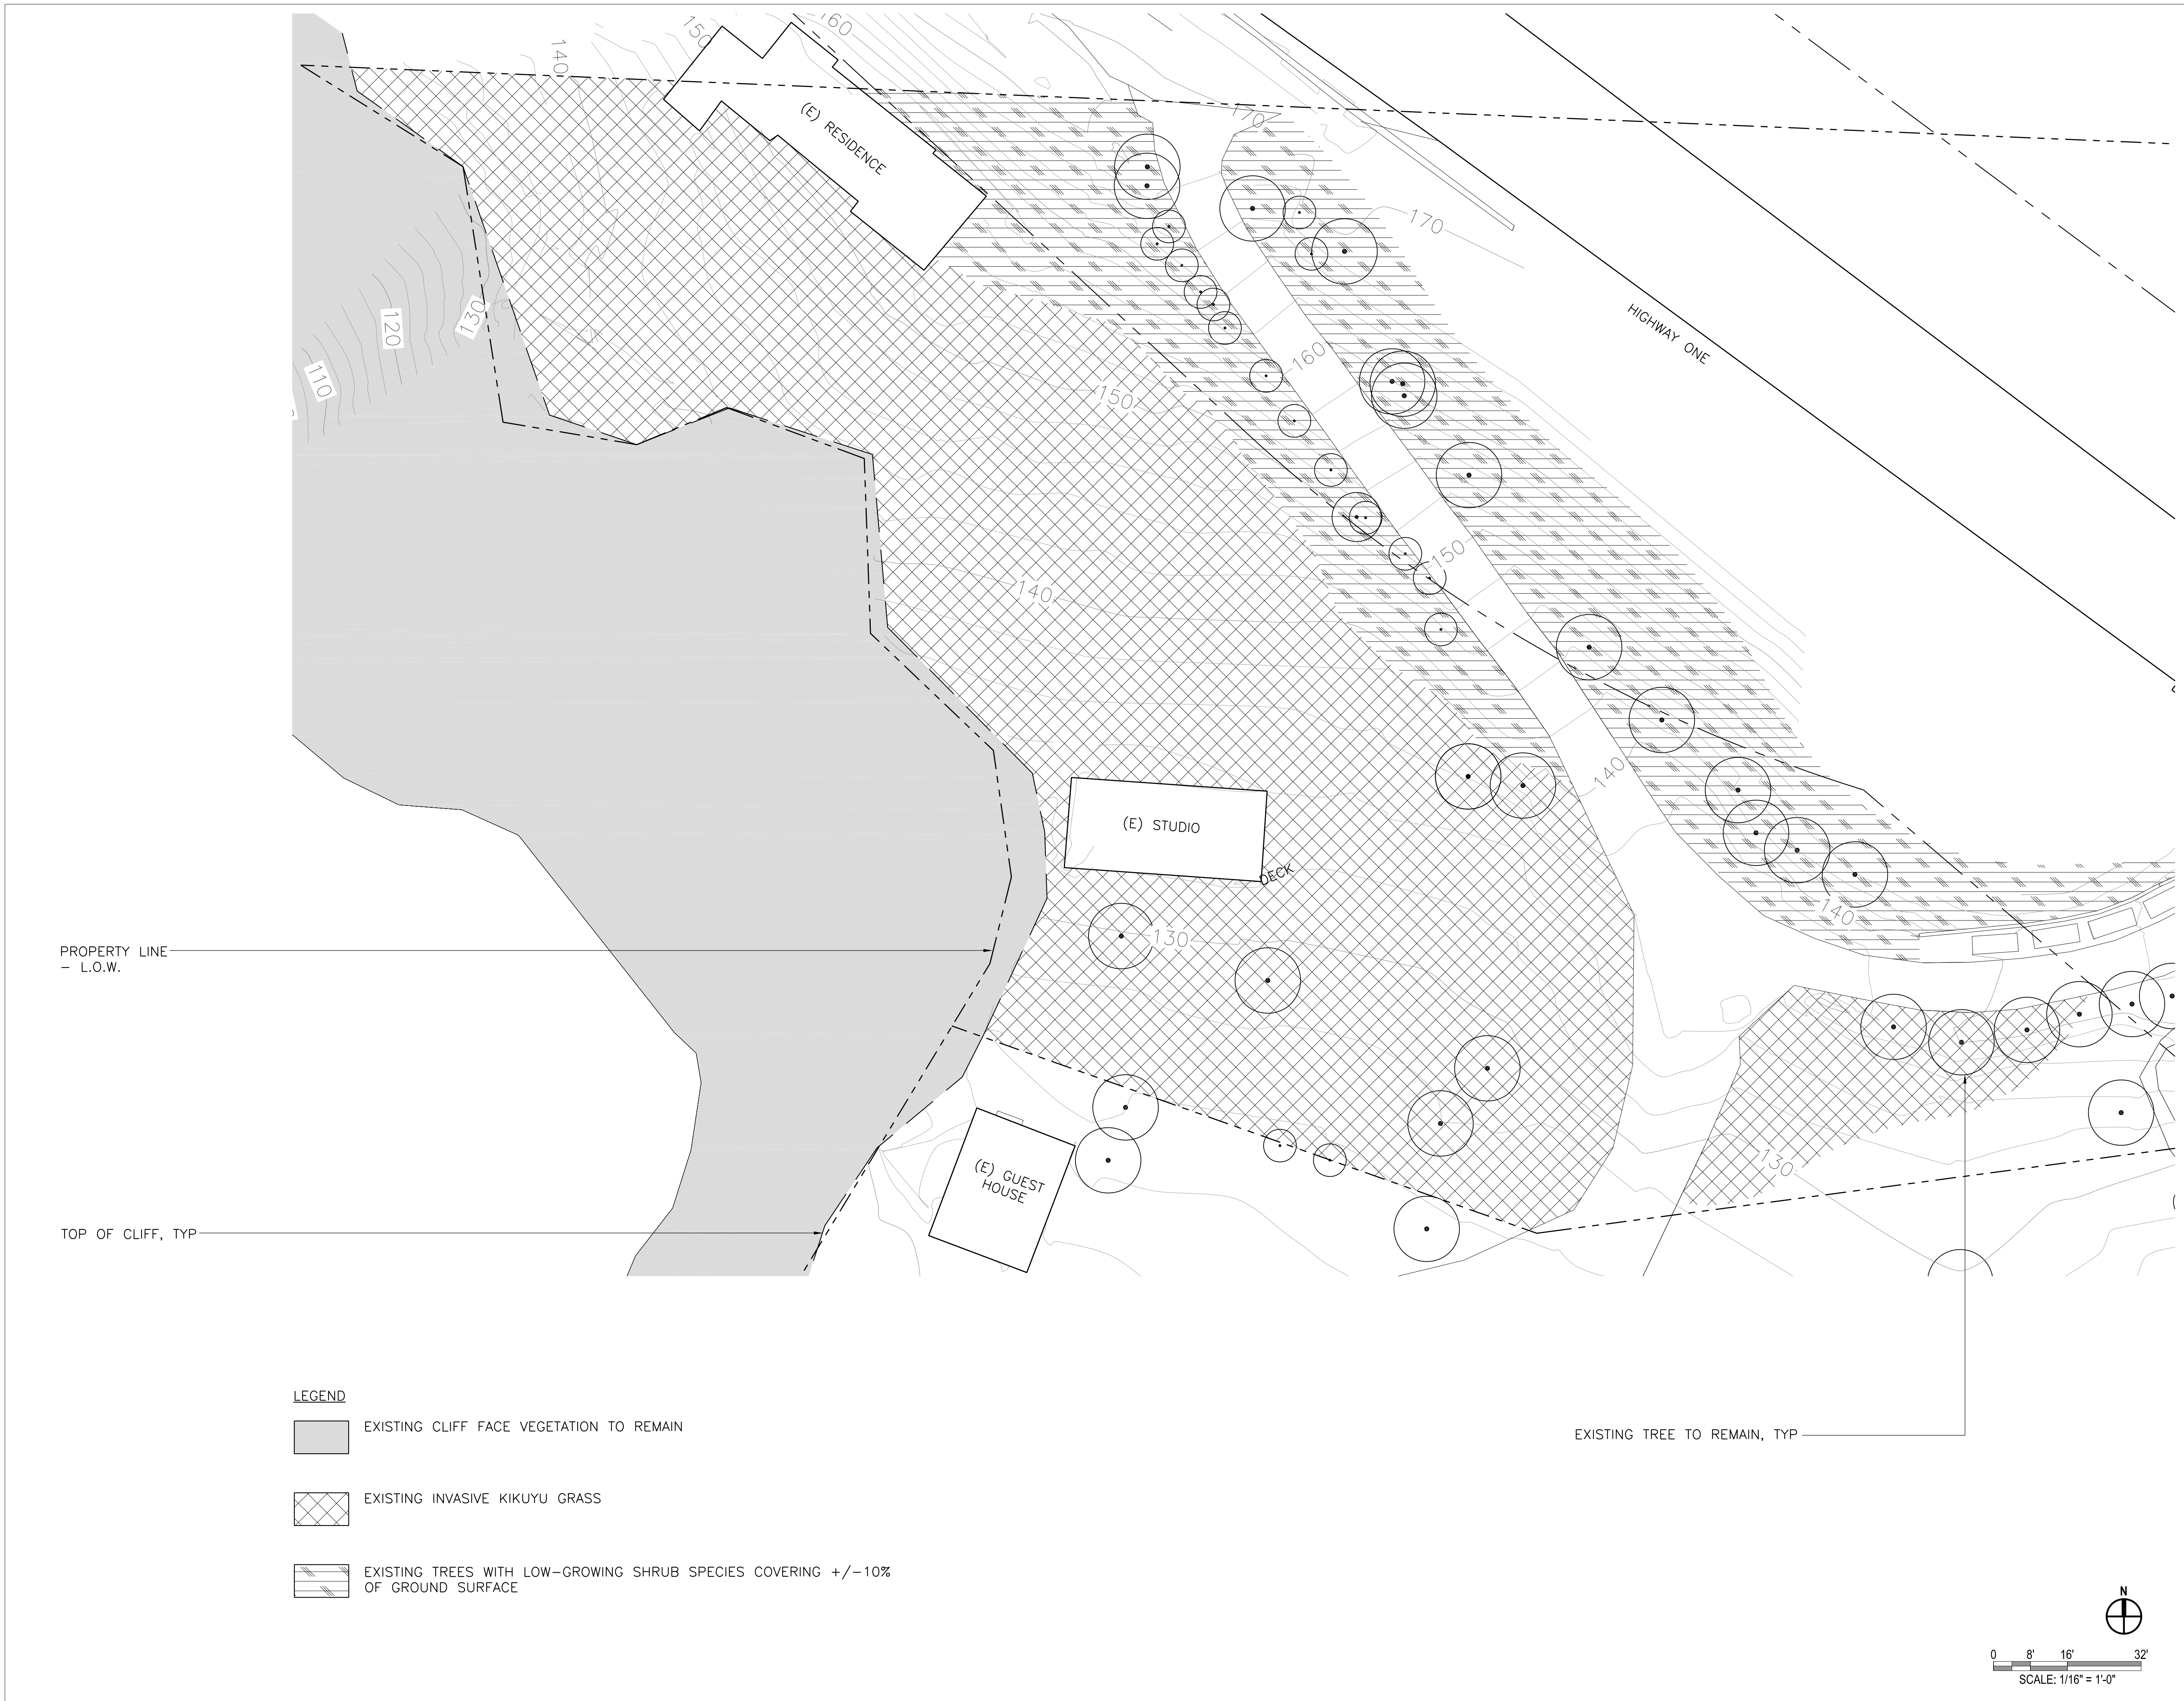 160
150
140
(E) RESIDENCE
170
170
HIGHWAY ONE
130
120
110
160
150
150
140
140
(E) STUDIO
DECK
140
130
PROPERTY LINE
- L.O.W.
130
(E) GUEST
HOUSE
TOP OF CLIFF, TYP
LEGEND
EXISTING CLIFF FACE VEGETATION TO REMAIN
EXISTING TREE TO REMAIN, TYP
EXISTING INVASIVE KIKUYU GRASS
EXISTING TREES WITH LOW-GROWING SHRUB SPECIES COVERING +/-10%
OF GROUND SURFACE
N
0 8' 16' 32'
SCALE: 1/16" = 1'-0"